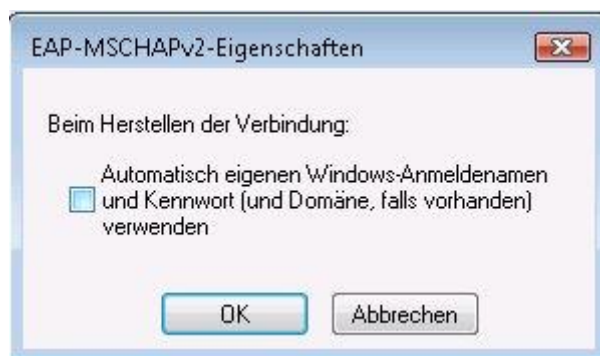 EAP-MSCHAPv2-Eigenschaften
Beim Herstellen der Verbindung:
Automatisch eigenen Windows-Anmeldenamen
und Kennwort (und Domäne, falls vorhanden)
verwenden
OK
Abbrechen